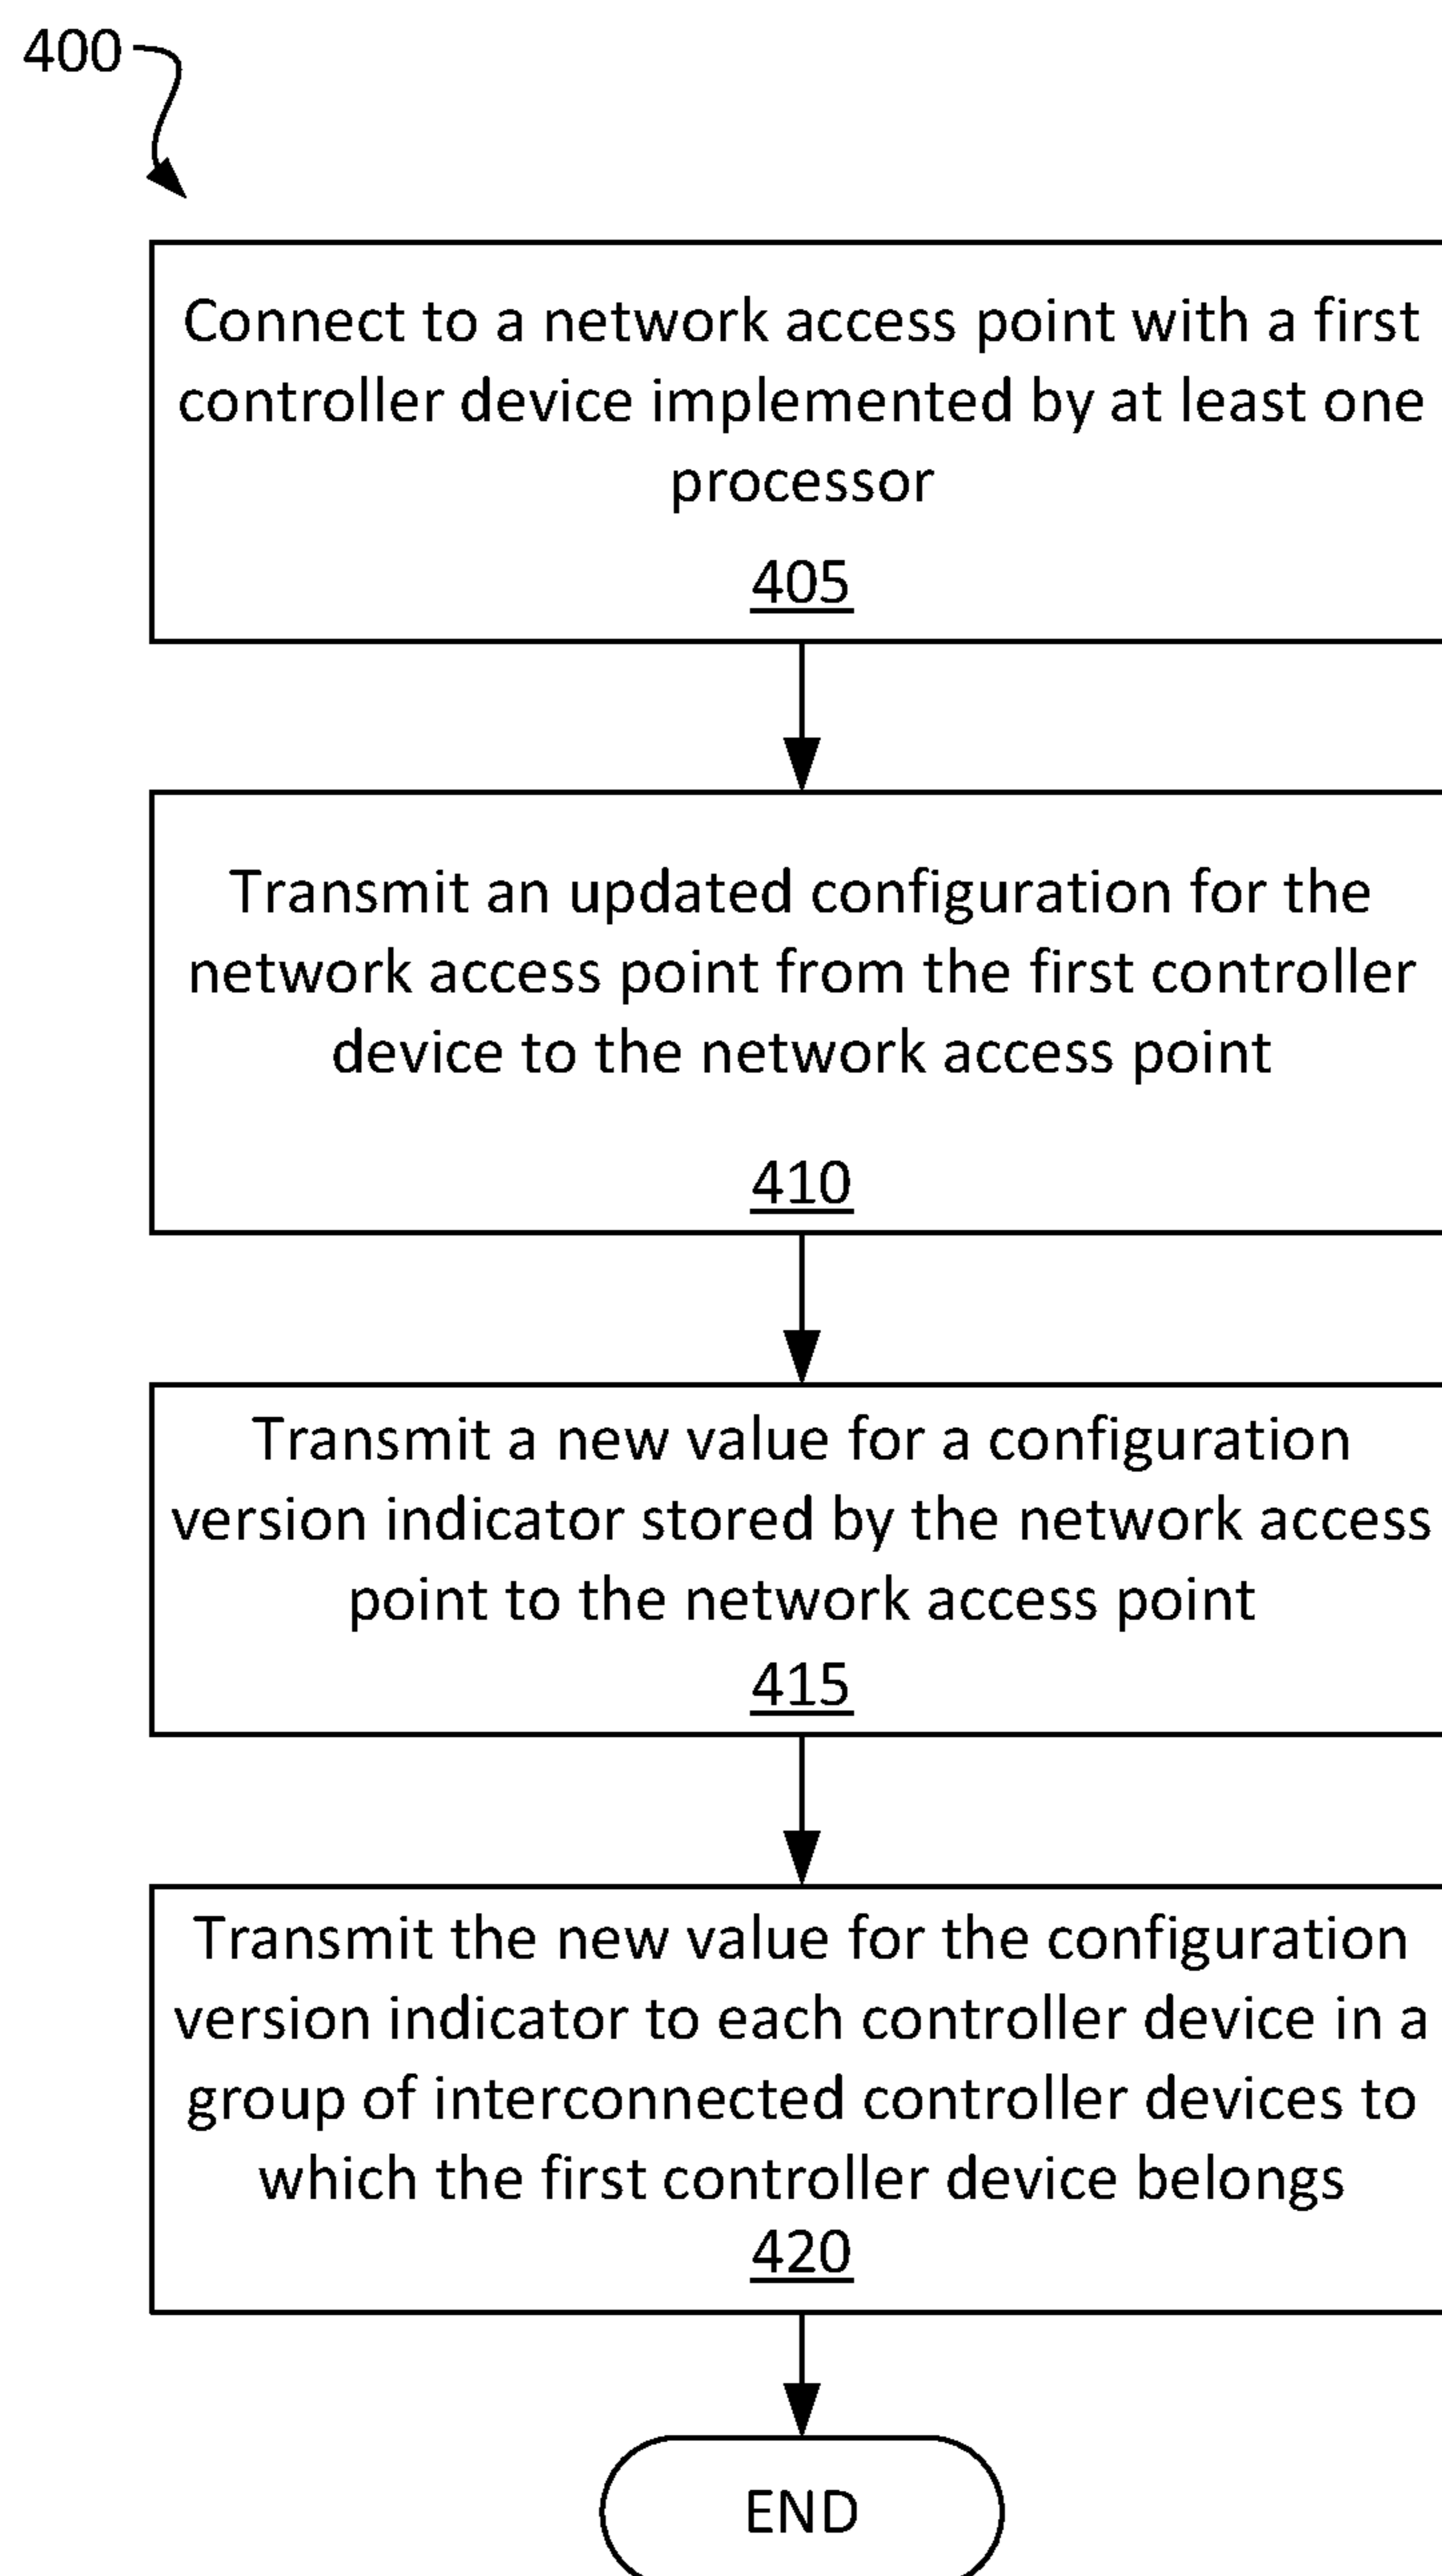 400
Connect to a network access point with a first
controller device implemented by at least one
processor
405
Transmit an updated configuration for the
network access point from the first controller
device to the network access point
410
Transmit a new value for a configuration
version indicator stored by the network access
point to the network access point
415
Transmit the new value for the configuration
version indicator to each controller device in a
group of interconnected controller devices to
which the first controller device belongs
420
END